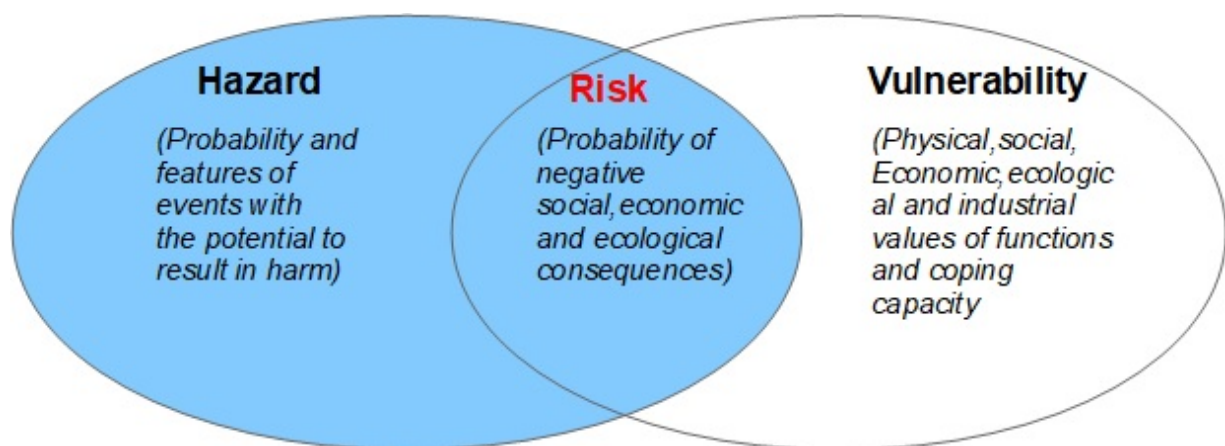 Hazard
(Probability and
features of
events with
the potential to
result in harm)
Risk
(Probability of
negative
social,economic
and ecological
consequences)
Vulnerability
(Physical,social,
Economic,ecologic
al and industrial
values of functions
and coping
capacity